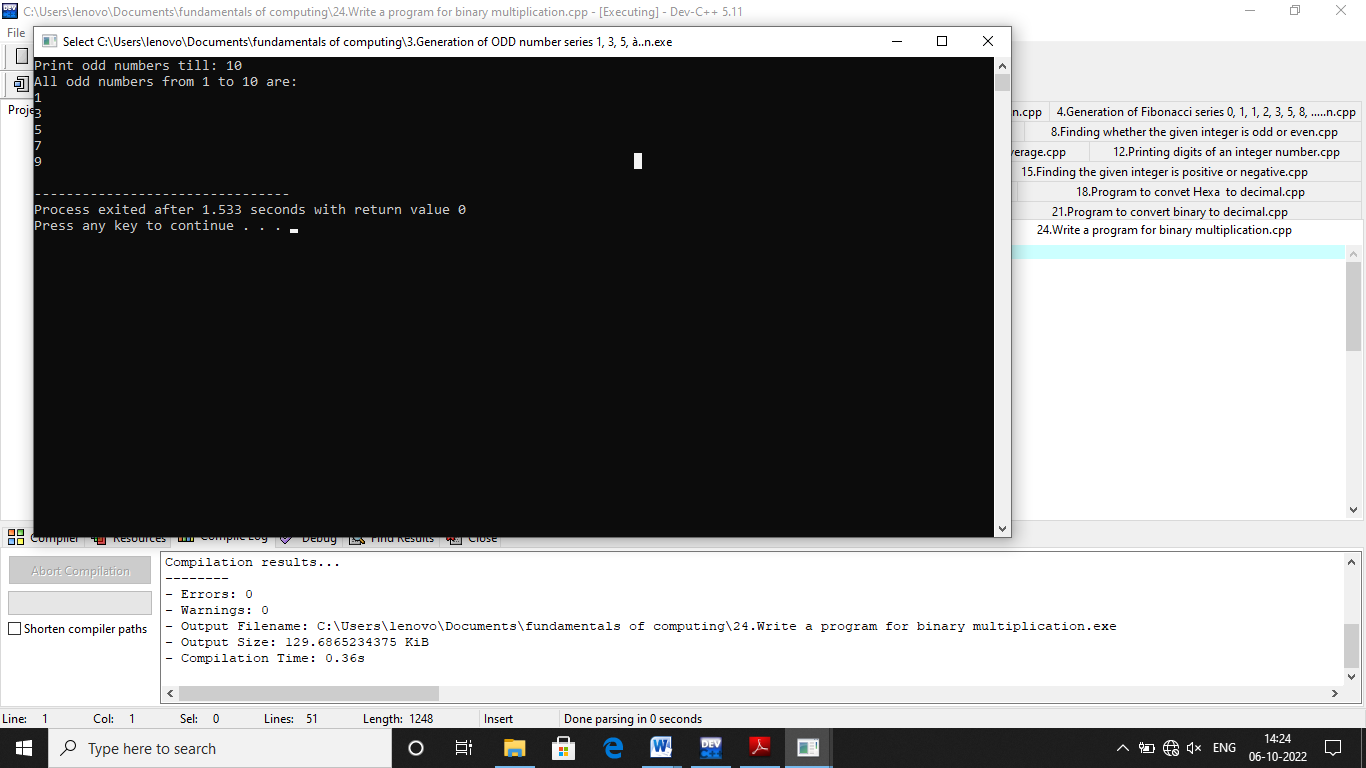 C:\Users\lenovo\Documents\fundamentals of computing\24.Write a program for binary multiplication.cpp - [Executing] - Dev-C++ 5.11
File
Select C:\Users\lenovo\Documents\fundamentals of computing\3.Generation of ODD number series 1, 3, 5, à..n.exe
Print odd numbers till: 10
All odd numbers from 1 to 10 are:
1
3
5
7
9
--------------------------------
Process exited after 1.533 seconds with return value 0
Press any key to continue . . .
Proje
n.cpp 4.Generation of Fibonacci series 0, 1, 1, 2, 3, 5, 8, .....n.cpp
8.Finding whether the given integer is odd or even.cpp
verage.cpp 12.Printing digits of an integer number.cpp
15.Finding the given integer is positive or negative.cpp
18.Program to convet Hexa to decimal.cpp
21.Program to convert binary to decimal.cpp
24.Write a program for binary multiplication.cpp
Compiler Resources Compile Log Debug Find Results Close
Abort Compilation
Shorten compiler paths
Compilation results...
--------
- Errors: 0
- Warnings: 0
- Output Filename: C:\Users\lenovo\Documents\fundamentals of computing\24.Write a program for binary multiplication.exe
- Output Size: 129.6865234375 KiB
- Compilation Time: 0.36s
Line: 1 Col: 1 Sel: 0 Lines: 51 Length: 1248 Insert Done parsing in 0 seconds
Type here to search
DEV
ENG
14:24
06-10-2022